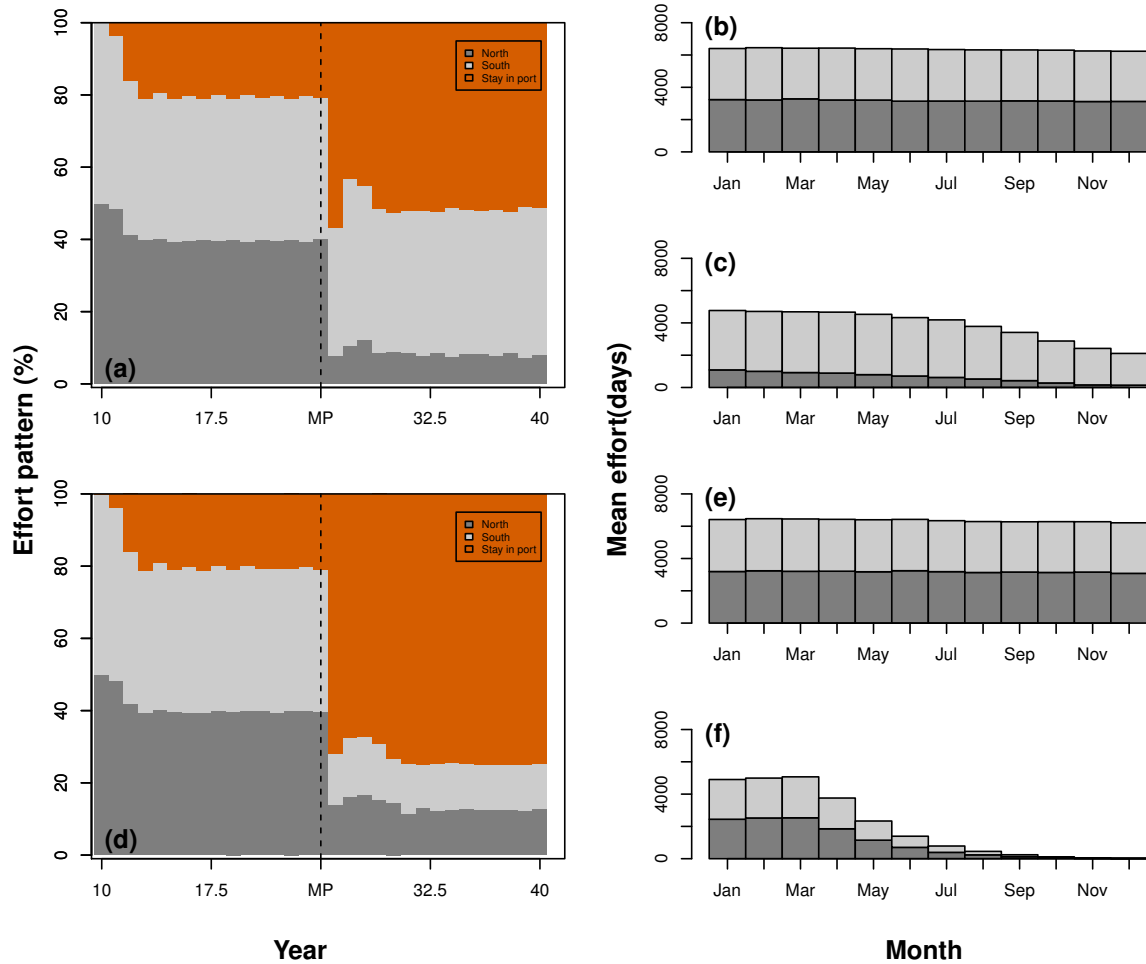 Effort pattern (%)
100
80
60
40
20
0
North
South
Stay in port
(a)
10 17.5 MP 32.5 40
100
80
60
40
20
0
North
South
Stay in port
(d)
10 17.5 MP 32.5 40
Year
Mean effort(days)
(b)
8000
4000
0
Jan Mar May Jul Sep Nov
(c)
8000
4000
0
Jan Mar May Jul Sep Nov
(e)
8000
4000
0
Jan Mar May Jul Sep Nov
(f)
8000
4000
0
Jan Mar May Jul Sep Nov
Month